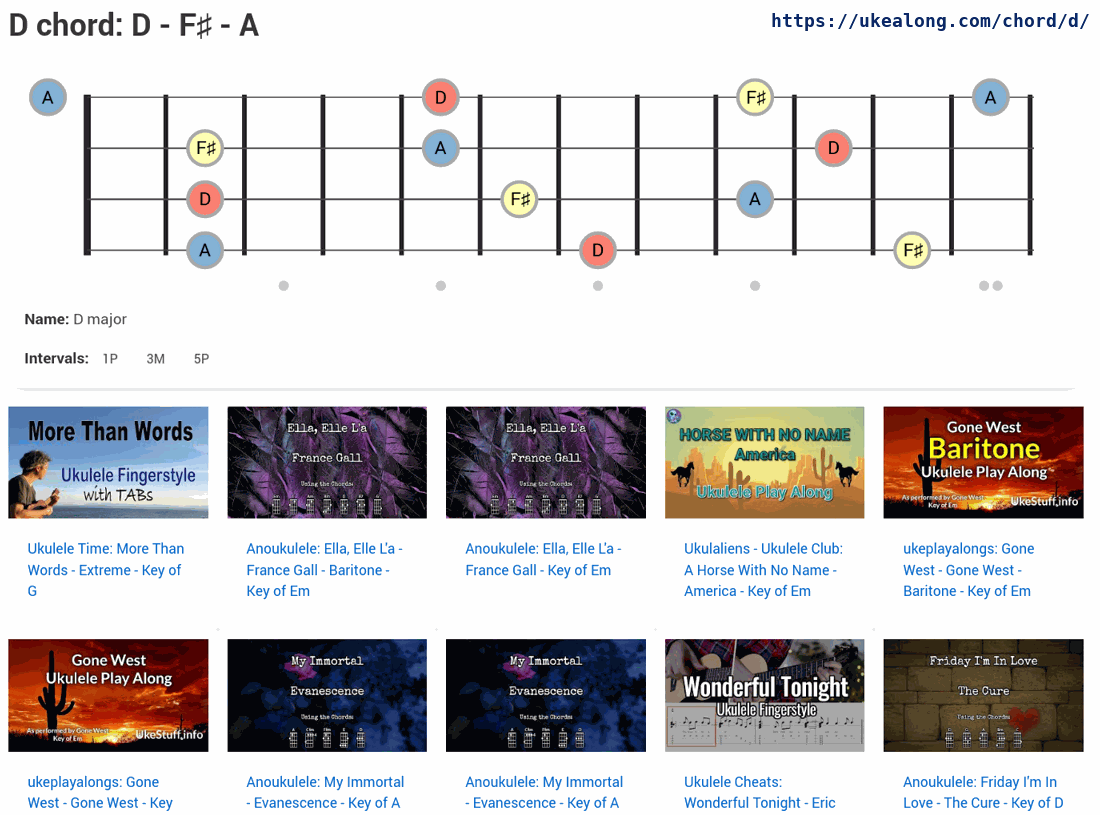 D chord: D - F♯ - A
https://ukealong.com/chord/d/
A D F♯ A
F♯ A D
D F♯ A
A D F♯
Name: D major
Intervals: 1P 3M 5P
More Than Words
Ukulele Fingerstyle
with TABs
Ella, Elle L'a
France Gall
Using the Chords:
Ella, Elle L'a
France Gall
Using the Chords:
HORSE WITH NO NAME
America
Ukulele Play Along
Gone West
Baritone
Ukulele Play Along
As performed by Gone West
Key of Em
UkeStuff.info
Ukulele Time: More Than
Words - Extreme - Key of
G
Anoukulele: Ella, Elle L'a -
France Gall - Baritone -
Key of Em
Anoukulele: Ella, Elle L'a -
France Gall - Key of Em
Ukulaliens - Ukulele Club:
A Horse With No Name -
America - Key of Em
ukeplayalongs: Gone
West - Gone West -
Baritone - Key of Em
Gone West
Ukulele Play Along
As performed by Gone West
Key of Em
UkeStuff.info
My Immortal
Evanescence
Using the Chords:
My Immortal
Evanescence
Using the Chords:
Wonderful Tonight
Ukulele Fingerstyle
Friday I'm In Love
The Cure
Using the Chords:
ukeplayalongs: Gone
West - Gone West - Key
Anoukulele: My Immortal
- Evanescence - Key of A
Anoukulele: My Immortal
- Evanescence - Key of A
Ukulele Cheats:
Wonderful Tonight - Eric
Anoukulele: Friday I'm In
Love - The Cure - Key of D